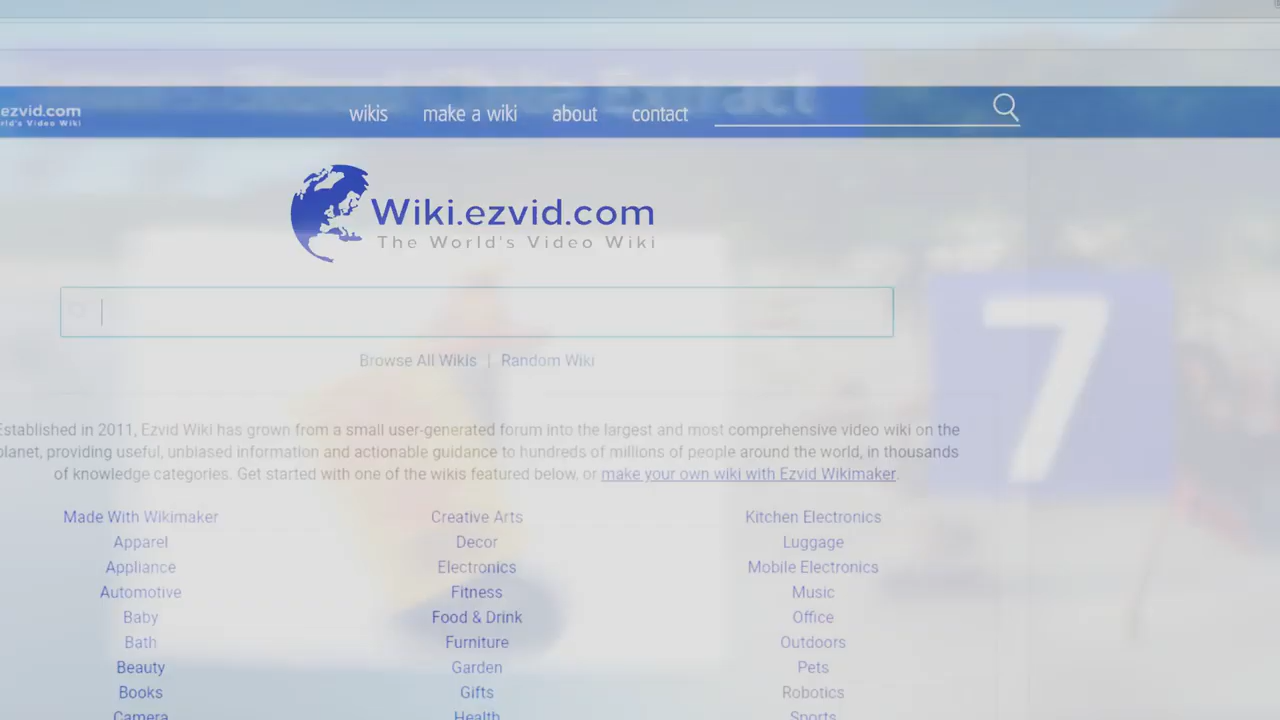 Extract
ezvid.com
wikis make a wiki about contact
Wiki.ezvid.com
The World's Video Wiki
Browse All Wikis | Random Wiki
7
Established in 2011, Ezvid Wiki has grown from a small user-generated forum into the largest and most comprehensive video wiki on the
planet, providing useful, unbiased information and actionable guidance to hundreds of millions of people around the world, in thousands
of knowledge categories. Get started with one of the wikis featured below, or make your own wiki with Ezvid Wikimaker.
Made With Wikimaker Creative Arts Kitchen Electronics
Apparel Decor Luggage
Appliance Electronics Mobile Electronics
Automotive Fitness Music
Baby Food & Drink Office
Bath Furniture Outdoors
Beauty Garden Pets
Books Gifts Robotics
Camera Health Sports